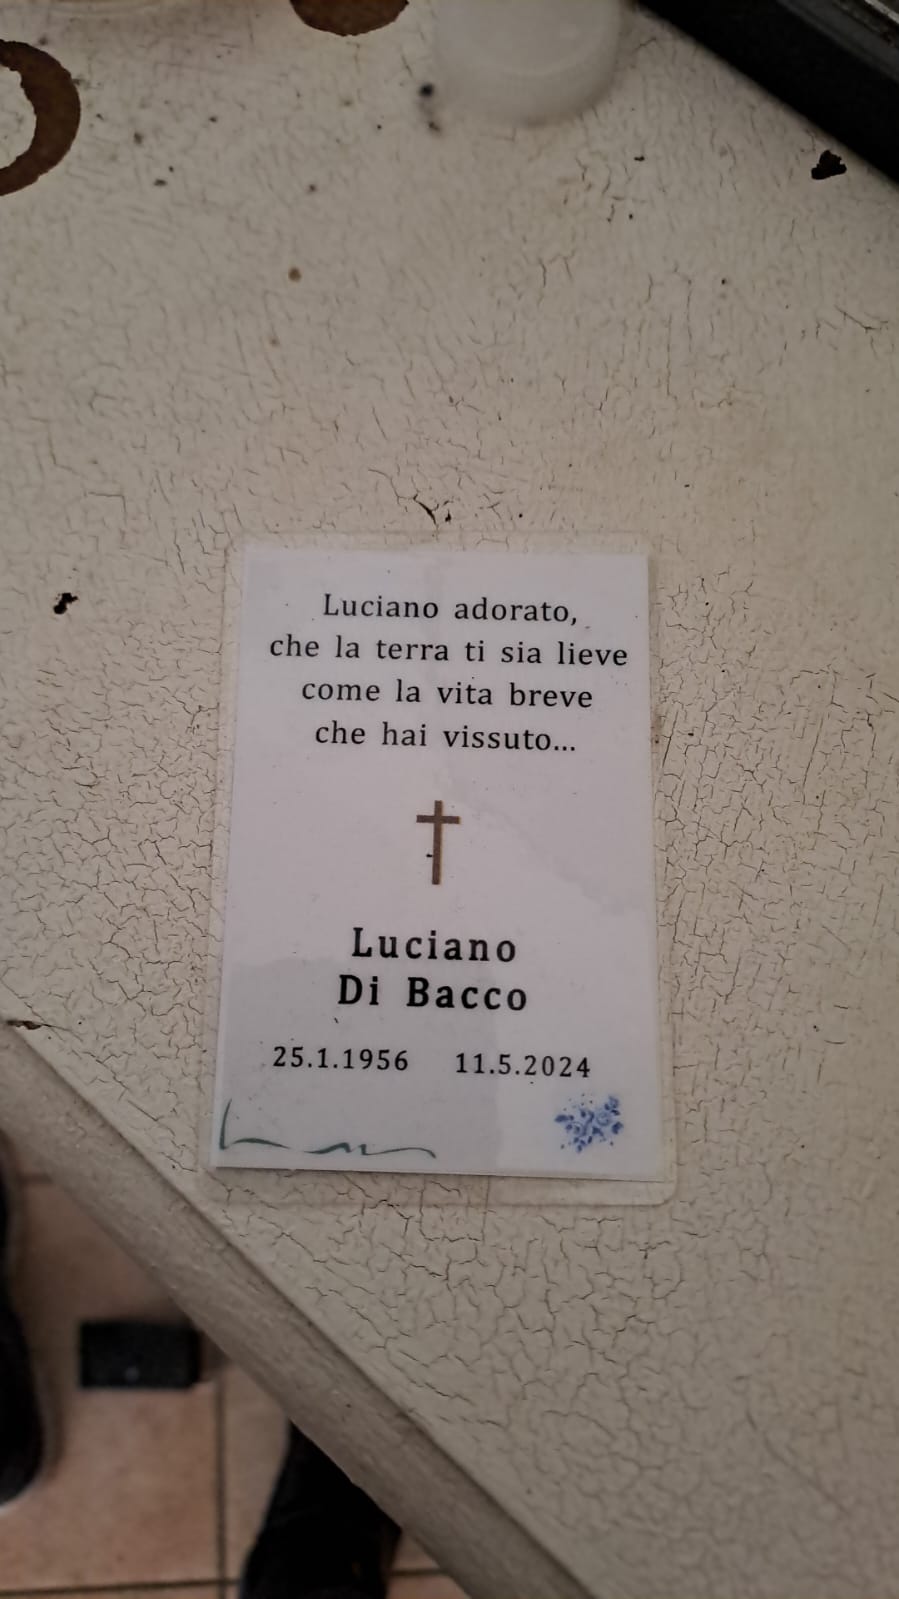 Luciano adorato,
che la terra ti sia lieve
come la vita breve
che hai vissuto...
Luciano
Di Bacco
25.1.1956 11.5.2024